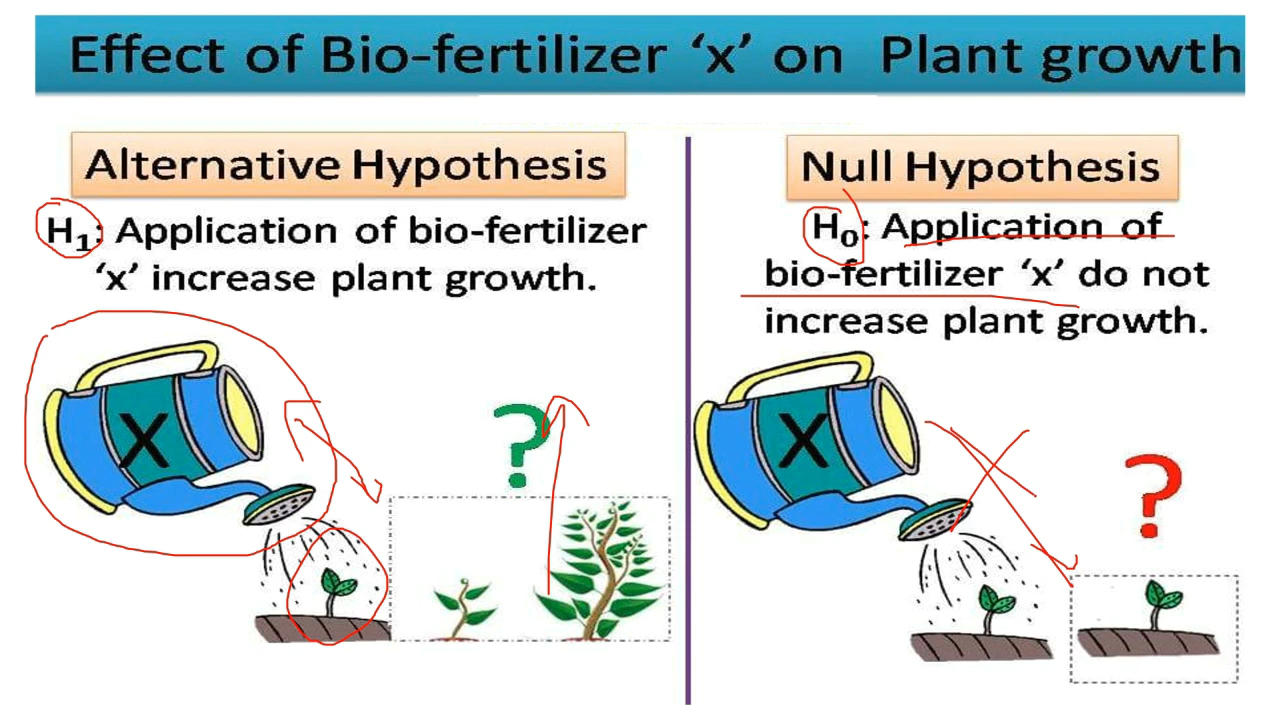 Effect of Bio-fertilizer ‘x’ on Plant growth
Alternative Hypothesis
H₁: Application of bio-fertilizer
‘x’ increase plant growth.
X
?
Null Hypothesis
H₀: Application of
bio-fertilizer ‘x’ do not
increase plant growth.
X
?